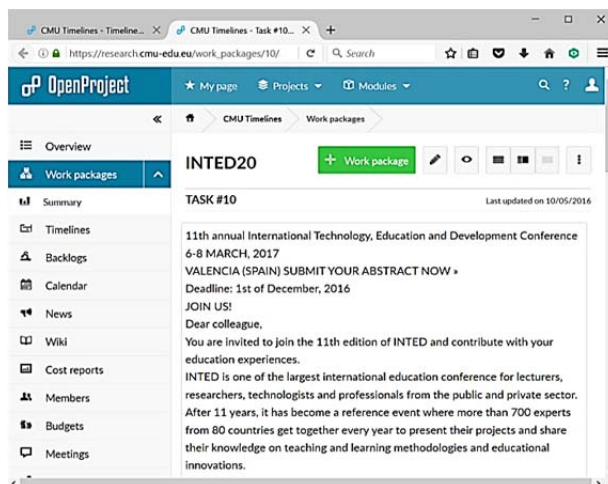 CMU Timelines - Timeline...
CMU Timelines - Task #10...
https://research.cmu-edu.eu/work_packages/10/
Search
OpenProject
My page
Projects
Modules
?
CMU Timelines
Work packages
Overview
Work packages
Summary
Timelines
Backlogs
Calendar
News
Wiki
Cost reports
Members
Budgets
Meetings
INTED20
+ Work package
TASK #10
Last updated on 10/05/2016
11th annual International Technology, Education and Development Conference
6-8 MARCH, 2017
VALENCIA (SPAIN) SUBMIT YOUR ABSTRACT NOW »
Deadline: 1st of December, 2016
JOIN US!
Dear colleague,
You are invited to join the 11th edition of INTED and contribute with your
education experiences.
INTED is one of the largest international education conference for lecturers,
researchers, technologists and professionals from the public and private sector.
After 11 years, it has become a reference event where more than 700 experts
from 80 countries get together every year to present their projects and share
their knowledge on teaching and learning methodologies and educational
innovations.